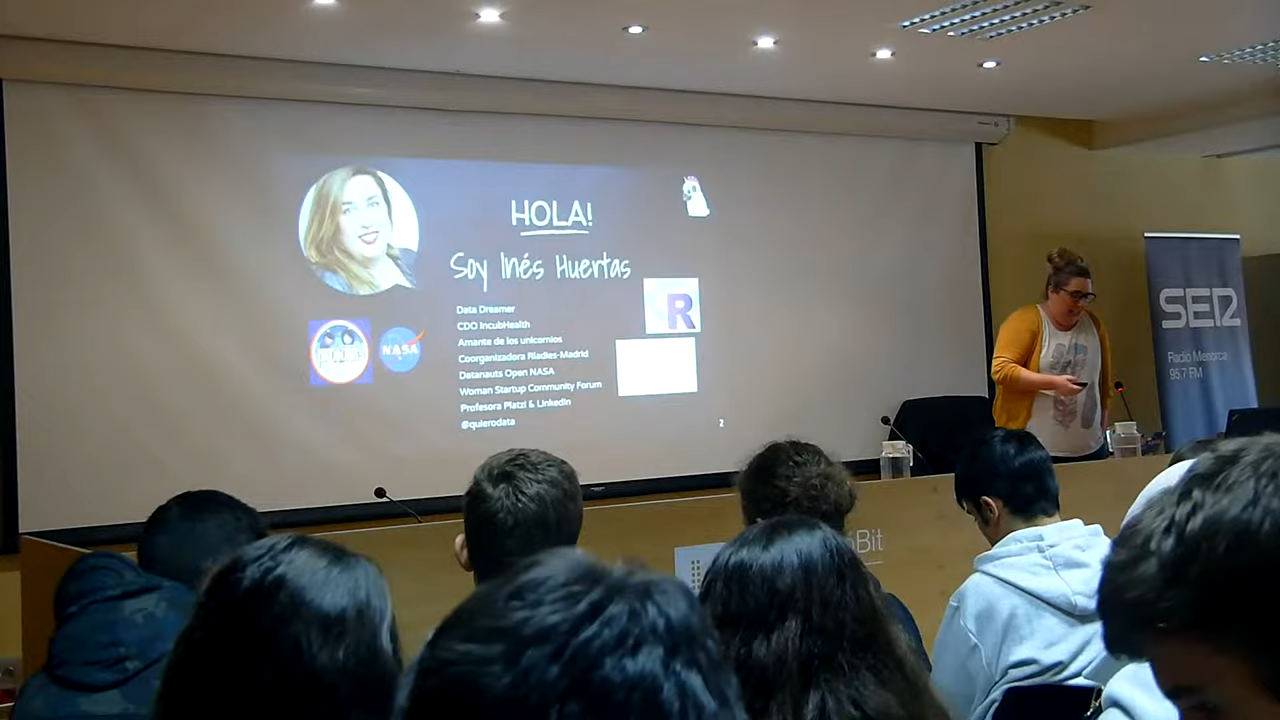 HOLA!
Soy Inés Huertas
Data Dreamer
CDO IncubHealth
Amante de los unicornios
Coorganizadora Rladies-Madrid
Datanauts Open NASA
Woman Startup Community Forum
Profesora Platzi & LinkedIn
@quierodata
NASA
R
2
SER
Radio Menorca
95.7 FM
Bit